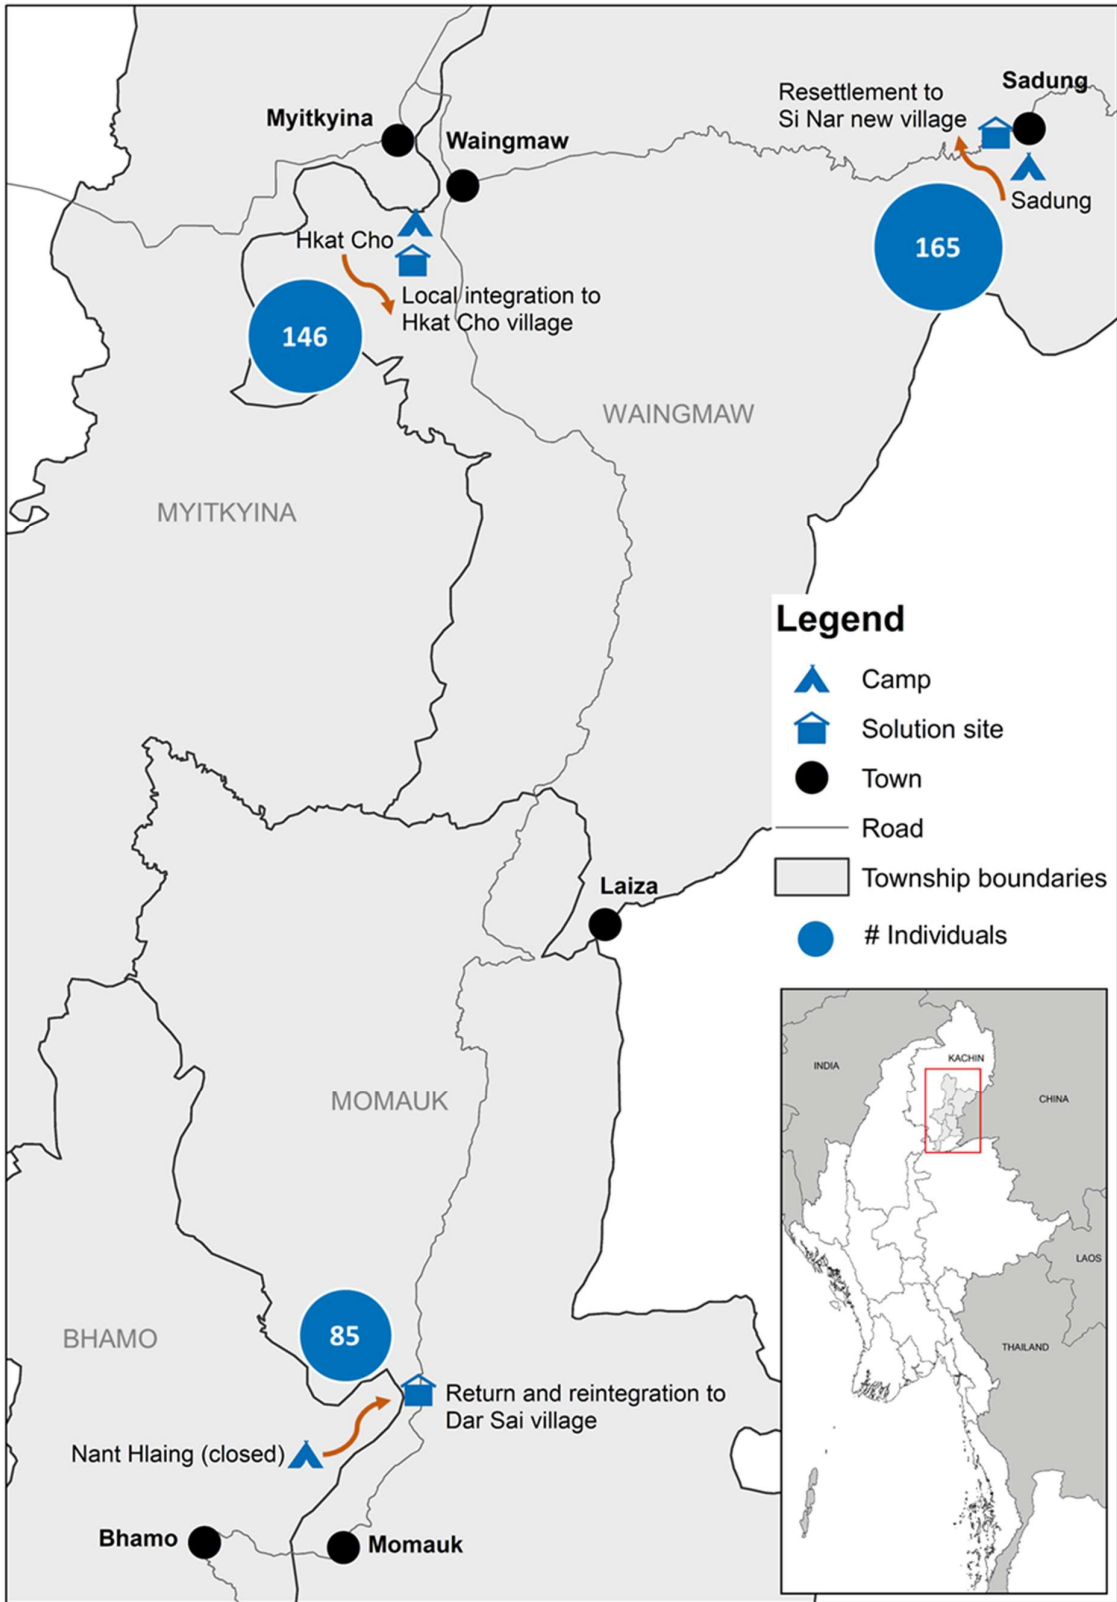 Sadung
Resettlement to
Si Nar new village
Myitkyina
Waingmaw
Sadung
Hkat Cho
165
Local integration to
Hkat Cho village
146
WAINGMAW
MYITKYINA
Legend
Camp
Solution site
Town
Road
Township boundaries
# Individuals
Laiza
KACHIN
INDIA
CHINA
MOMAUK
LAOS
THAILAND
85
BHAMO
Return and reintegration to
Dar Sai village
Nant Hlaing (closed)
Bhamo
Momauk